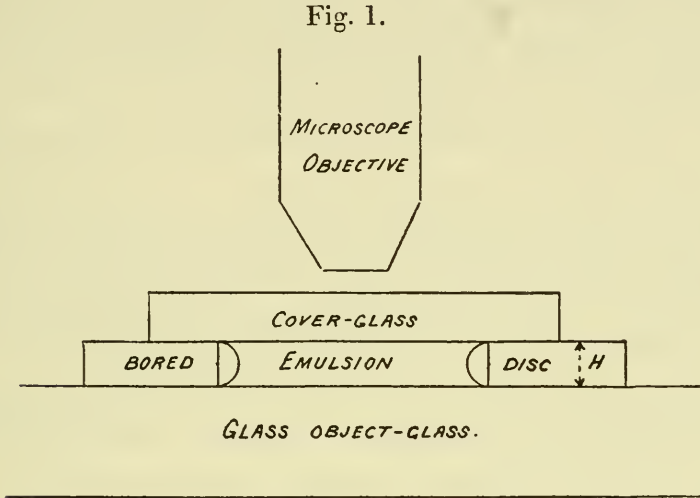 Fig. 1.
MICROSCOPE
OBJECTIVE
COVER-GLASS
BORED EMULSION DISC H
GLASS OBJECT-GLASS.